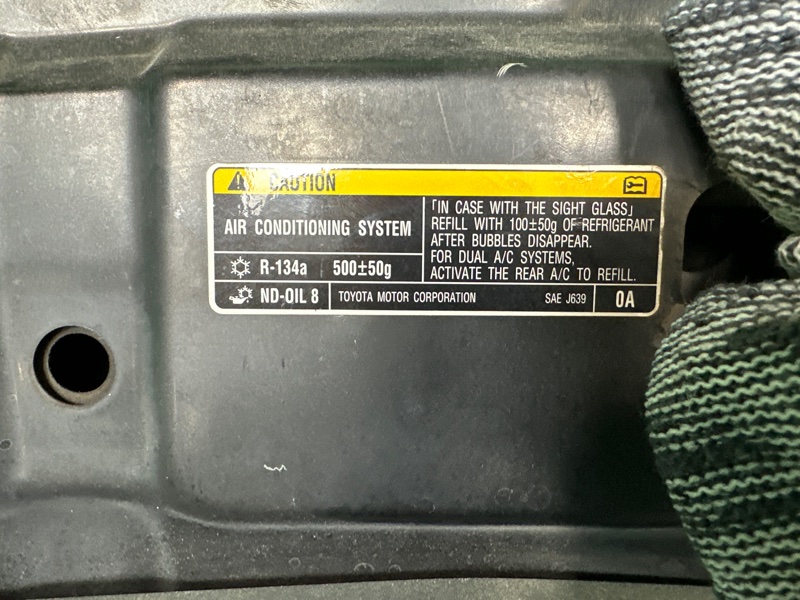 CAUTION
AIR CONDITIONING SYSTEM
R-134a 500±50g
「IN CASE WITH THE SIGHT GLASS」
REFILL WITH 100±50g OF REFRIGERANT
AFTER BUBBLES DISAPPEAR.
FOR DUAL A/C SYSTEMS,
ACTIVATE THE REAR A/C TO REFILL.
ND-OIL 8 TOYOTA MOTOR CORPORATION SAE J639 0A